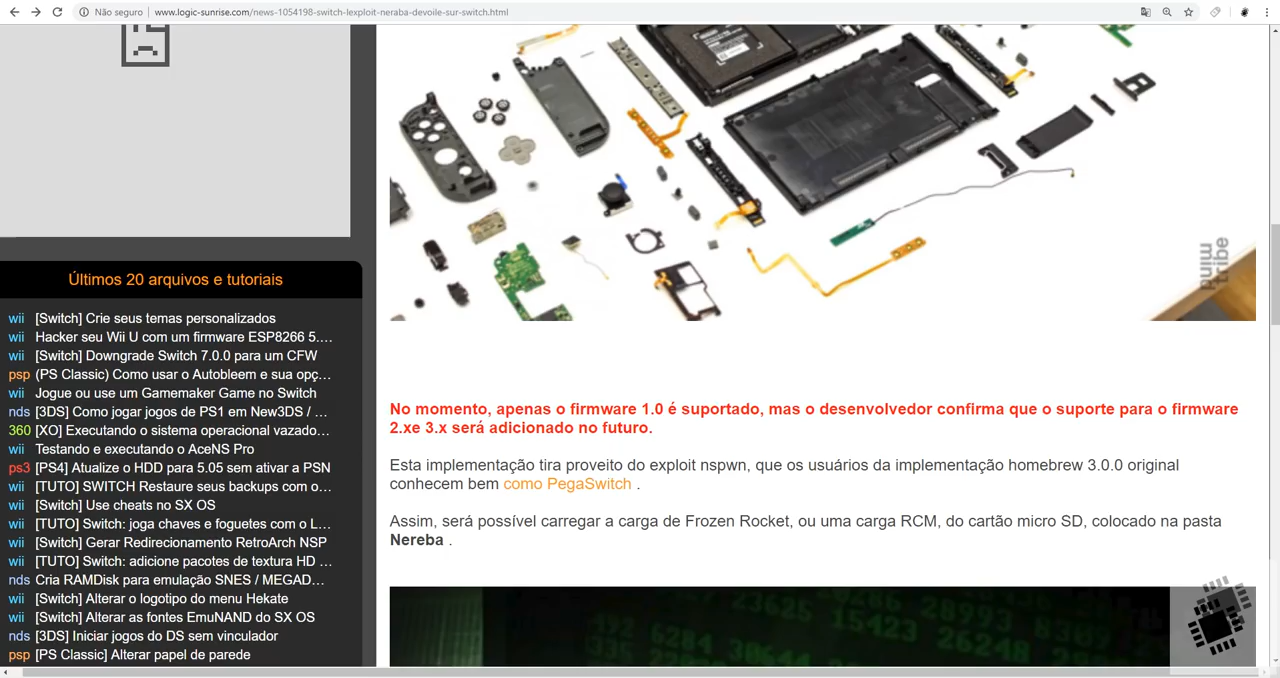 Não seguro
www.logic-sunrise.com/news-1054198-switch-lexploit-neraba-devoile-sur-switch.html
mind
tribe
Últimos 20 arquivos e tutoriais
wii [Switch] Crie seus temas personalizados
wii Hacker seu Wii U com um firmware ESP8266 5....
wii [Switch] Downgrade Switch 7.0.0 para um CFW
psp (PS Classic) Como usar o Autobleem e sua opç...
wii Jogue ou use um Gamemaker Game no Switch
nds [3DS] Como jogar jogos de PS1 em New3DS / ...
360 [XO] Executando o sistema operacional vazado...
wii Testando e executando o AceNS Pro
ps3 [PS4] Atualize o HDD para 5.05 sem ativar a PSN
wii [TUTO] SWITCH Restaure seus backups com o...
wii [Switch] Use cheats no SX OS
wii [TUTO] Switch: joga chaves e foguetes com o L...
wii [Switch] Gerar Redirecionamento RetroArch NSP
wii [TUTO] Switch: adicione pacotes de textura HD ...
nds Cria RAMDisk para emulação SNES / MEGAD...
wii [Switch] Alterar o logotipo do menu Hekate
wii [Switch] Alterar as fontes EmuNAND do SX OS
nds [3DS] Iniciar jogos do DS sem vinculador
psp [PS Classic] Alterar papel de parede
No momento, apenas o firmware 1.0 é suportado, mas o desenvolvedor confirma que o suporte para o firmware
2.xe 3.x será adicionado no futuro.
Esta implementação tira proveito do exploit nspwn, que os usuários da implementação homebrew 3.0.0 original
conhecem bem como PegaSwitch .
Assim, será possível carregar a carga de Frozen Rocket, ou uma carga RCM, do cartão micro SD, colocado na pasta
Nereba .
23625 28993 8309
15423 26248
492 6284
335